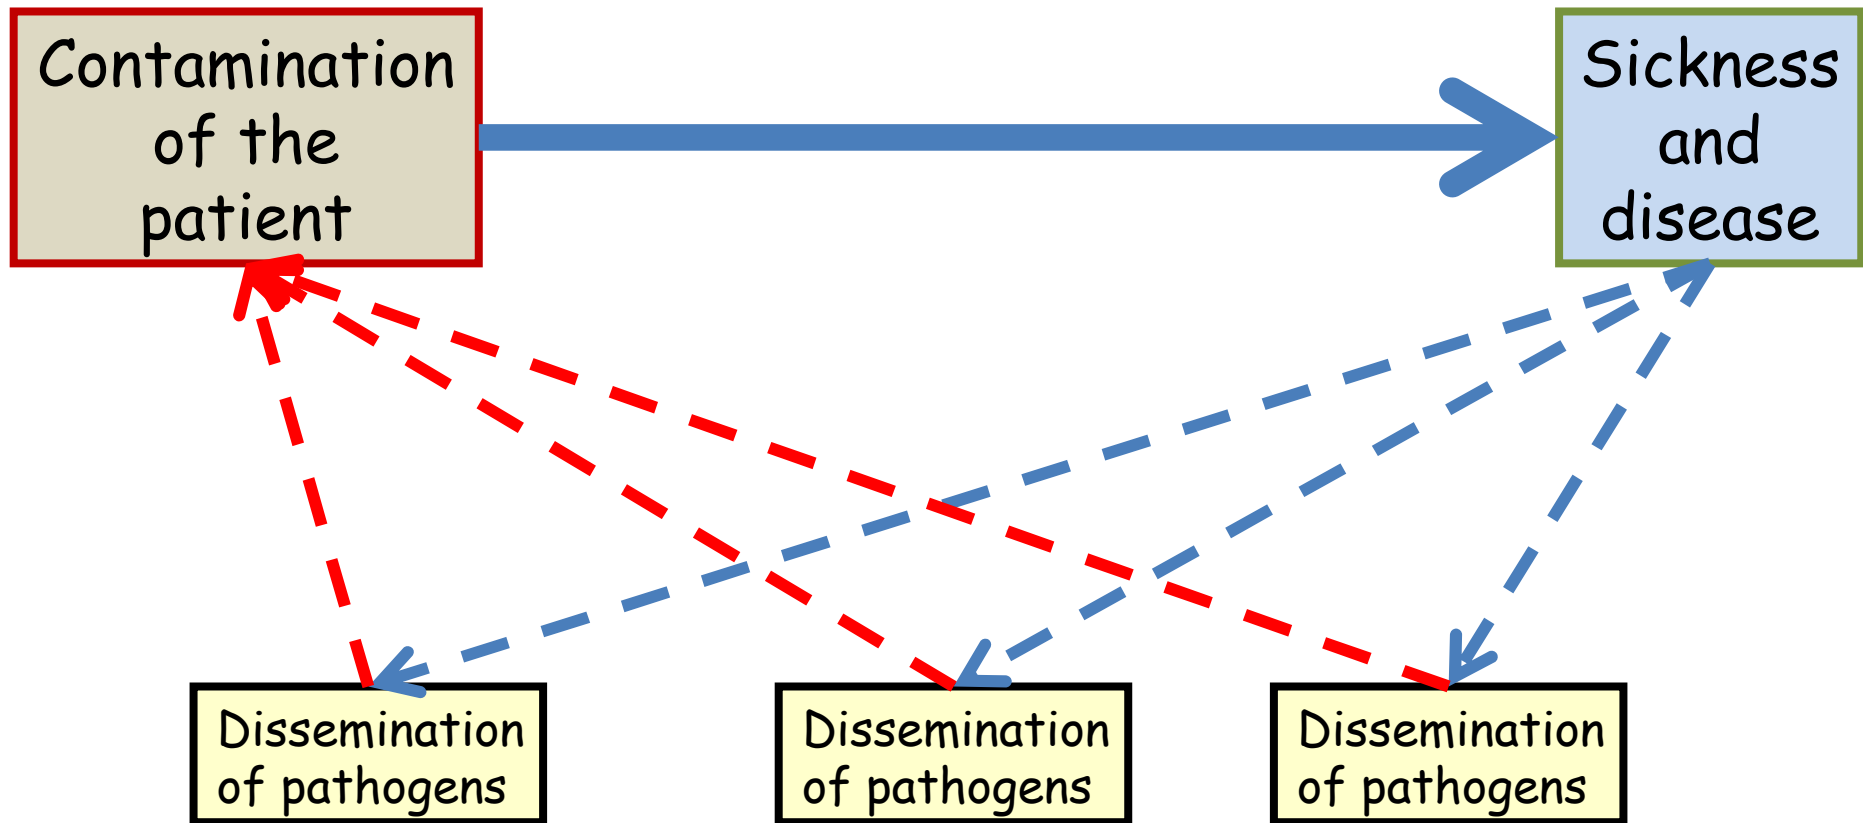 Contamination
of the
patient
Sickness
and
disease
Dissemination
of pathogens
Dissemination
of pathogens
Dissemination
of pathogens